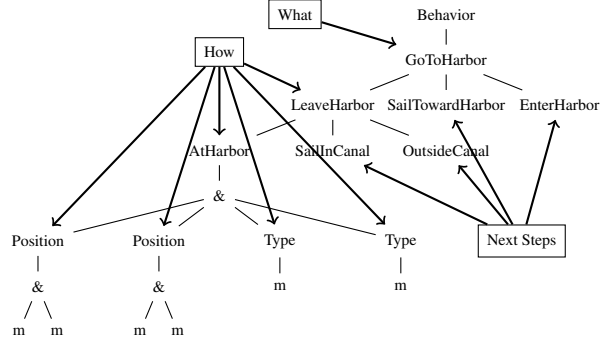 What Behavior
How GoToHarbor
LeaveHarbor SailTowardHarbor EnterHarbor
AtHarbor SailInCanal OutsideCanal
&
Position Position Type Type Next Steps
& & m m
m m m m